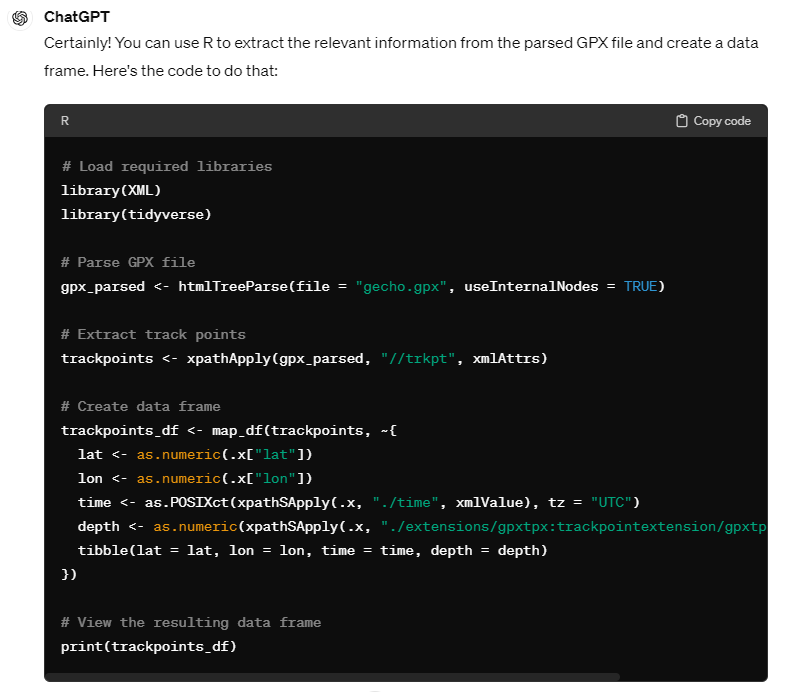 ChatGPT
Certainly! You can use R to extract the relevant information from the parsed GPX file and create a data
frame. Here's the code to do that:
R
Copy code
# Load required libraries
library(XML)
library(tidyverse)
# Parse GPX file
gpx_parsed <- htmlTreeParse(file = "gecho.gpx", useInternalNodes = TRUE)
# Extract track points
trackpoints <- xpathApply(gpx_parsed, "//trkpt", xmlAttrs)
# Create data frame
trackpoints_df <- map_df(trackpoints, ~{
  lat <- as.numeric(.x["lat"])
  lon <- as.numeric(.x["lon"])
  time <- as.POSIXct(xpathSApply(.x, "./time", xmlValue), tz = "UTC")
  depth <- as.numeric(xpathSApply(.x, "./extensions/gpxtpx:trackpointextension/gpxtp
  tibble(lat = lat, lon = lon, time = time, depth = depth)
})
# View the resulting data frame
print(trackpoints_df)